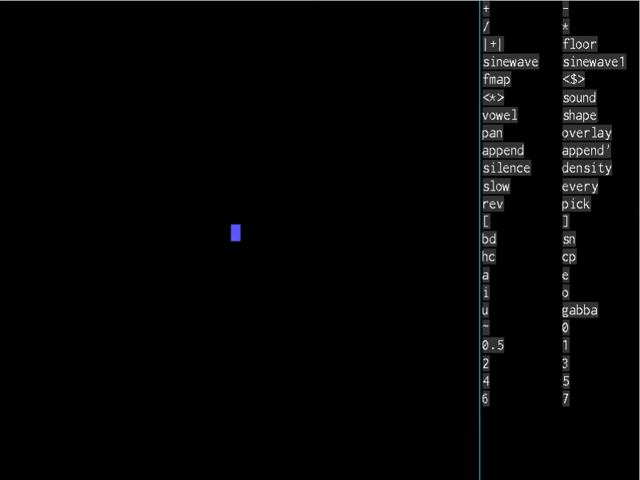 + -
/ *
|+| floor
sinewave sinewave1
fmap <$>
<*> sound
vowel shape
pan overlay
append append'
silence density
slow every
rev pick
[ ]
bd sn
hc cp
a e
i o
u gabba
~ 0
0.5 1
2 3
4 5
6 7